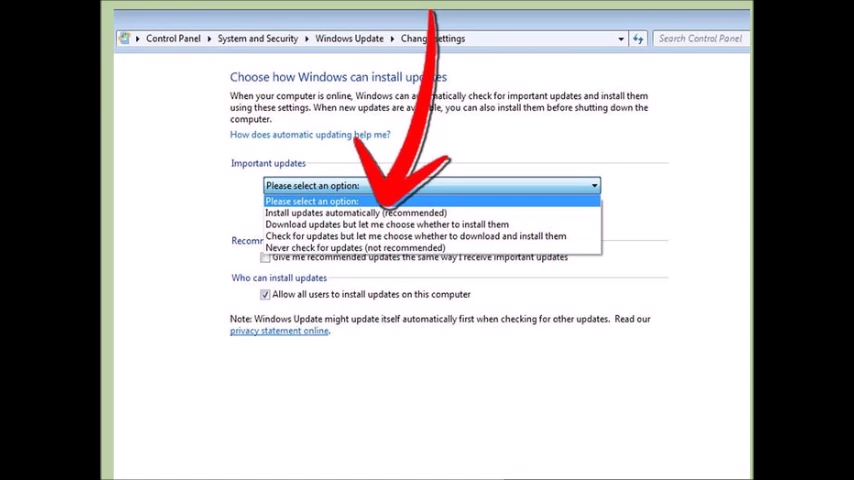 Control Panel ▸ System and Security ▸ Windows Update ▸ Change settings
Search Control Panel
Choose how Windows can install updates
When your computer is online, Windows can automatically check for important updates and install them
using these settings. When new updates are available, you can also install them before shutting down the
computer.
How does automatic updating help me?
Important updates
Please select an option:
Please select an option:
Install updates automatically (recommended)
Download updates but let me choose whether to install them
Check for updates but let me choose whether to download and install them
Never check for updates (not recommended)
Recom
Give me recommended updates the same way I receive important updates
Who can install updates
Allow all users to install updates on this computer
Note: Windows Update might update itself automatically first when checking for other updates. Read our
privacy statement online.